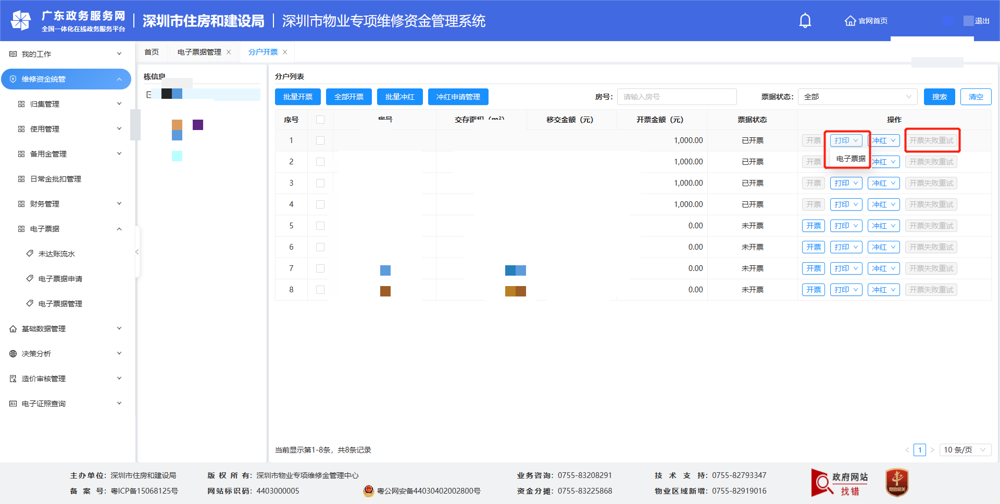 广东政务服务网
全国一体化在线政务服务平台
深圳市住房和建设局
深圳市物业专项维修资金管理系统
官网首页
退出
我的工作
维修资金统管
归集管理
使用管理
备用金管理
日常金批扣管理
财务管理
电子票据
未达账流水
电子票据申请
电子票据管理
基础数据管理
决策分析
造价审核管理
电子证照查询
首页
电子票据管理
分户开票
栋信息
分户列表
批量开票 全部开票 批量冲红 冲红申请管理
房号： 请输入房号 票据状态： 全部 搜索 清空
序号 房号 交存面积（m²） 移交金额（元） 开票金额（元） 票据状态 操作
1 1,000.00 已开票 开票 打印 冲红 开票失败重试
电子票据
2 1,000.00 已开票 开票 冲红 开票失败重试
3 1,000.00 已开票 开票 打印 冲红 开票失败重试
4 1,000.00 已开票 开票 打印 冲红 开票失败重试
5 0.00 未开票 开票 打印 冲红 开票失败重试
6 0.00 未开票 开票 打印 冲红 开票失败重试
7 0.00 未开票 开票 打印 冲红 开票失败重试
8 0.00 未开票 开票 打印 冲红 开票失败重试
当前显示第1-8条，共8条记录
1 10 条/页
主办单位：深圳市住房和建设局 版权所有：深圳市物业专项维修金管理中心 业务咨询：0755-83208291 技术支持：0755-82793347
备案号：粤ICP备15068125号 网站标识码：4403000005 粤公网安备44030402002800号 资金分摊：0755-83225868 物业区域新增：0755-82919016
政府网站
找错
党政机关